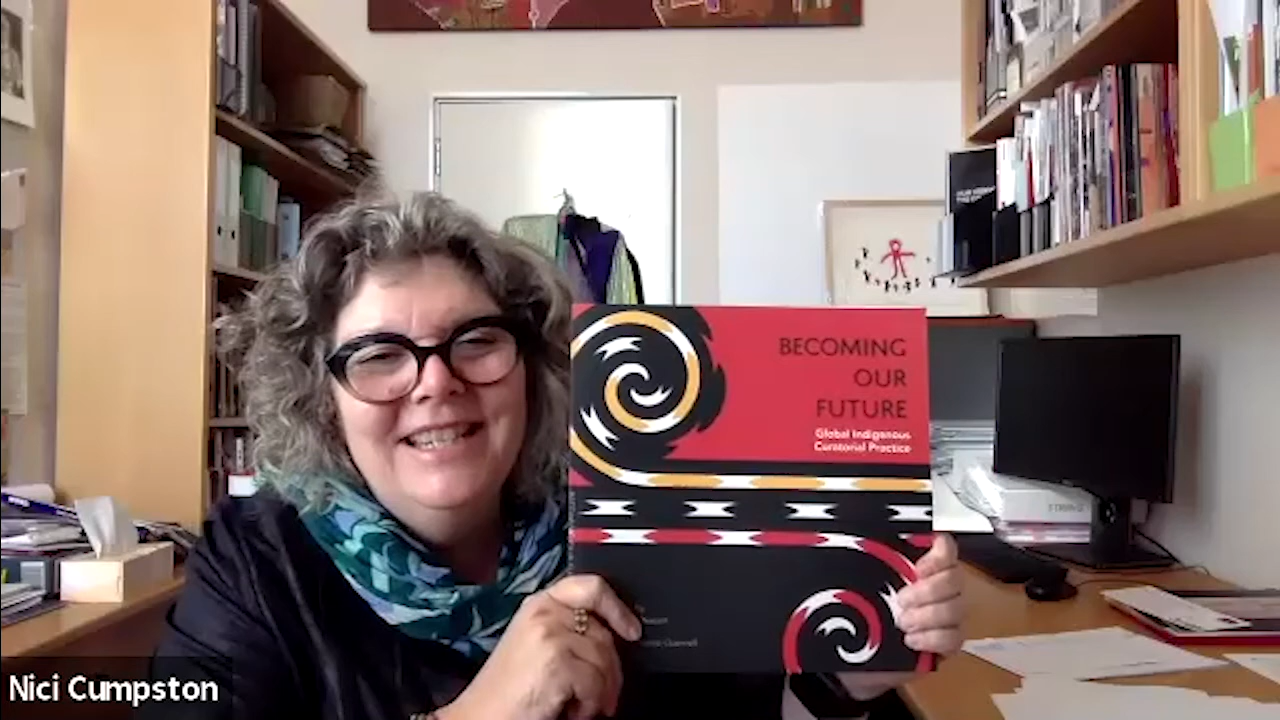 BECOMING
OUR
FUTURE
Global Indigenous
Curatorial Practice
Nici Cumpston